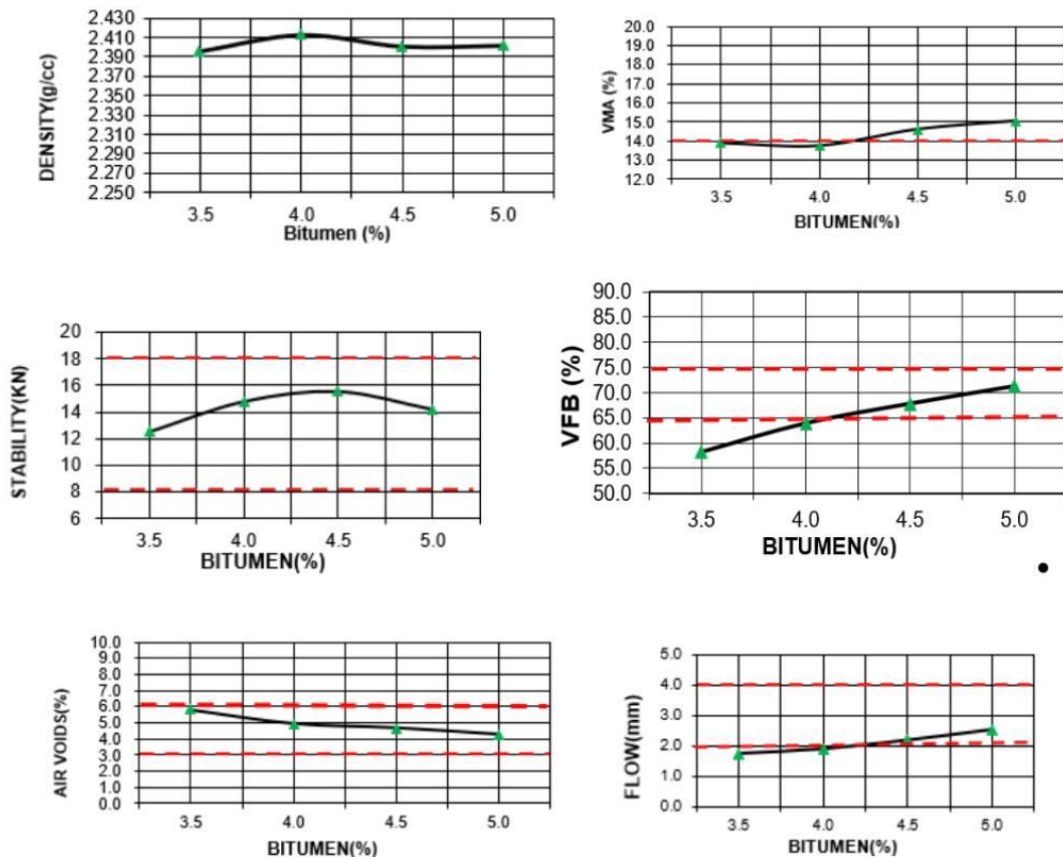 DENSITY(g/cc)
2.430
2.410
2.390
2.370
2.350
2.330
2.310
2.290
2.270
2.250
3.5 4.0 4.5 5.0
Bitumen (%)
VMA (%)
20.0
19.0
18.0
17.0
16.0
15.0
14.0
13.0
12.0
3.5 4.0 4.5 5.0
BITUMEN(%)
STABILITY(KN)
20
18
16
14
12
10
8
6
3.5 4.0 4.5 5.0
BITUMEN(%)
VFB (%)
90.0
85.0
80.0
75.0
70.0
65.0
60.0
55.0
50.0
3.5 4.0 4.5 5.0
BITUMEN(%)
AIR VOIDS(%)
10.0
9.0
8.0
7.0
6.0
5.0
4.0
3.0
2.0
1.0
0.0
3.5 4.0 4.5 5.0
BITUMEN(%)
FLOW(mm)
5.0
4.0
3.0
2.0
1.0
0.0
3.5 4.0 4.5 5.0
BITUMEN(%)